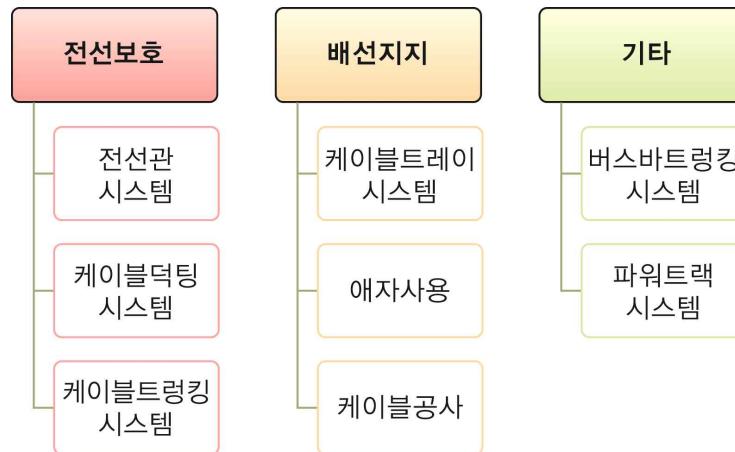 전선보호
전선관
시스템
케이블덕팅
시스템
케이블트렁킹
시스템
배선지지
케이블트레이
시스템
애자사용
케이블공사
기타
버스바트렁킹
시스템
파워트랙
시스템